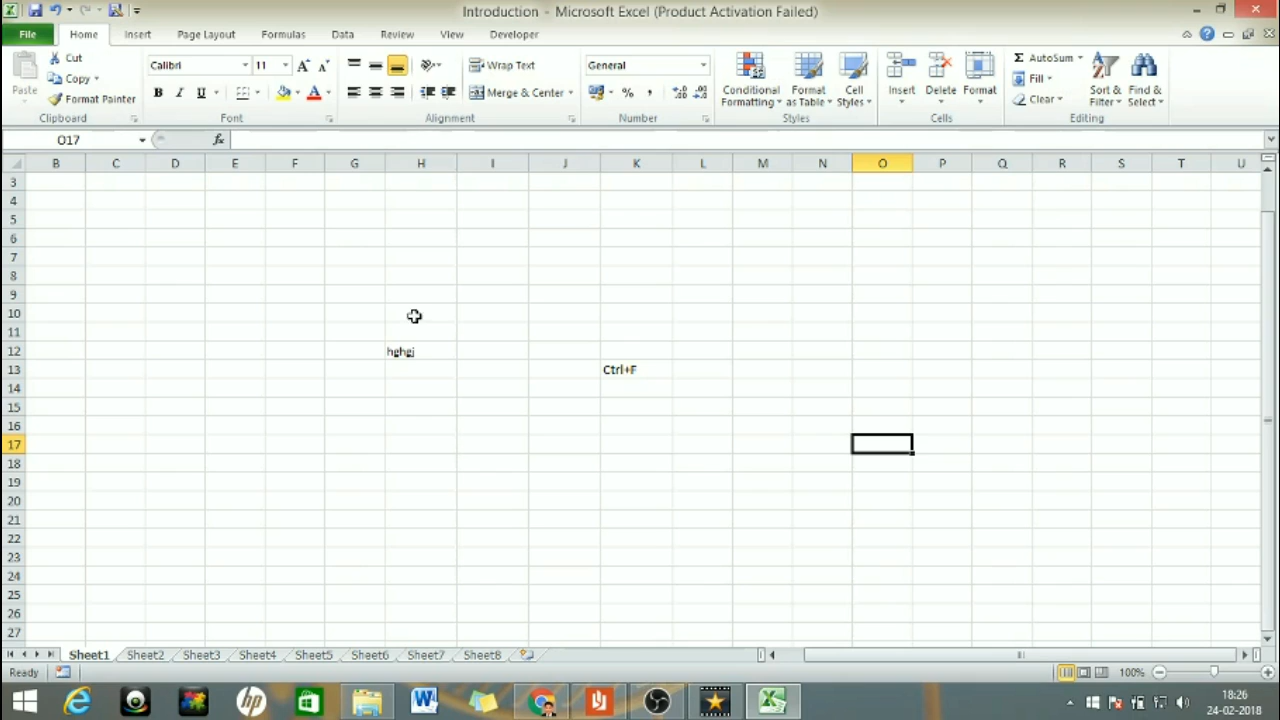 Introduction - Microsoft Excel (Product Activation Failed)
File Home Insert Page Layout Formulas Data Review View Developer
Paste
Cut
Copy
Format Painter
Clipboard
Calibri 11
B I U A
Font
Wrap Text
Merge & Center
Alignment
General
% ,
Number
Conditional Formatting
Format as Table
Cell Styles
Styles
Insert Delete Format
Cells
Σ AutoSum
Fill
Clear
Sort & Filter
Find & Select
Editing
O17 fx
B C D E F G H I J K L M N O P Q R S T U
3
4
5
6
7
8
9
10
11
12 hghgj
13 Ctrl+F
14
15
16
17
18
19
20
21
22
23
24
25
26
27
Sheet1 Sheet2 Sheet3 Sheet4 Sheet5 Sheet6 Sheet7 Sheet8
Ready 100%
18:26
24-02-2018